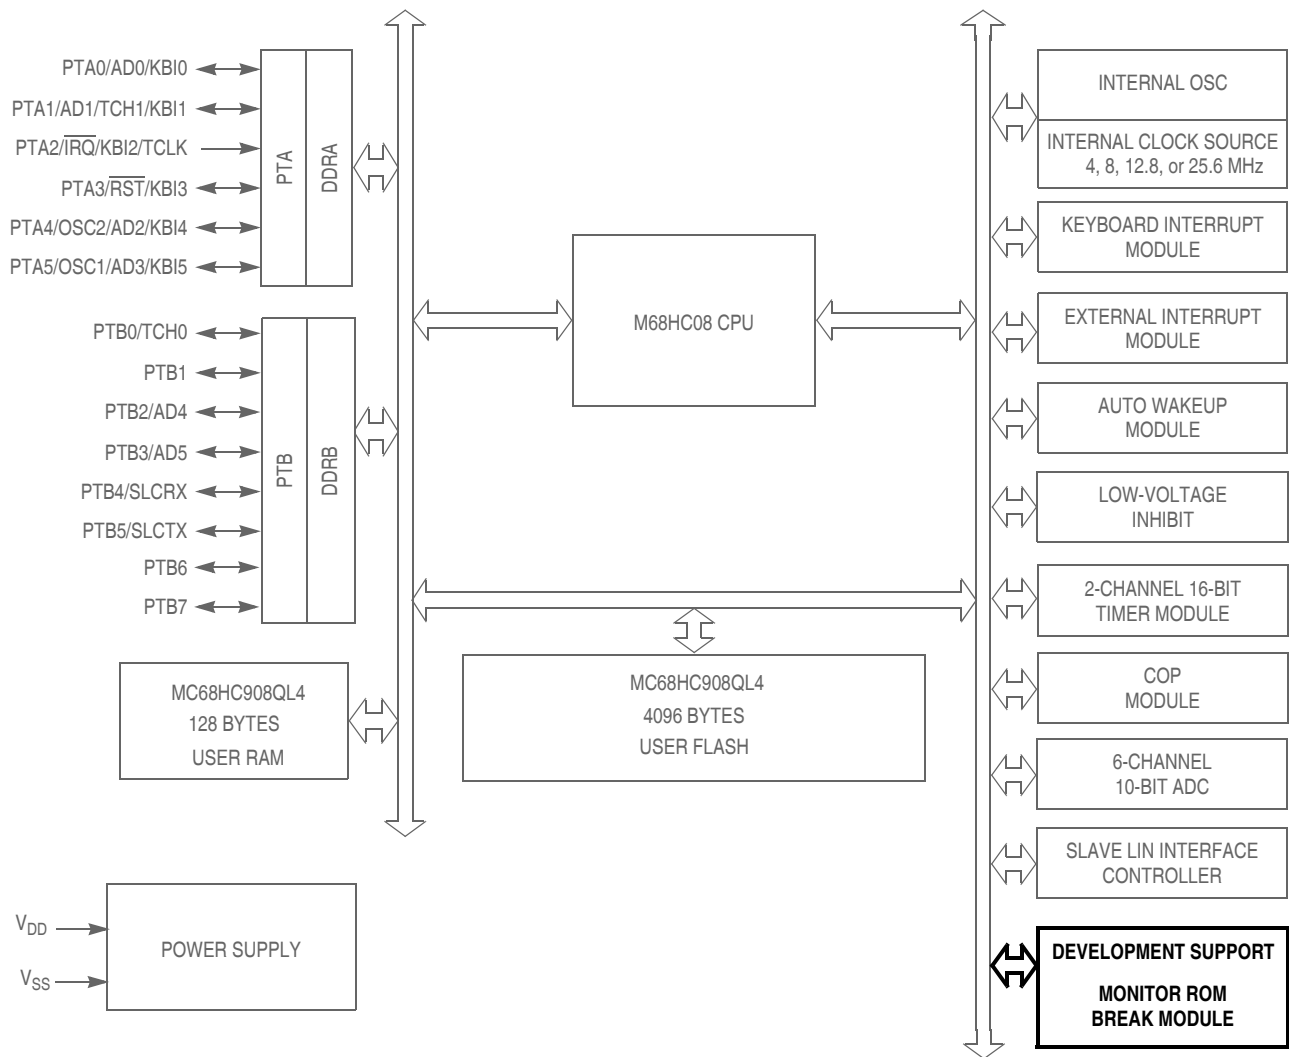 PTA0/AD0/KBI0
PTA1/AD1/TCH1/KBI1
PTA2/IRQ/KBI2/TCLK
PTA3/RST/KBI3
PTA4/OSC2/AD2/KBI4
PTA5/OSC1/AD3/KBI5
PTA
DDRA
PTB0/TCH0
PTB1
PTB2/AD4
PTB3/AD5
PTB4/SLCRX
PTB5/SLCTX
PTB6
PTB7
PTB
DDRB
M68HC08 CPU
MC68HC908QL4
128 BYTES
USER RAM
MC68HC908QL4
4096 BYTES
USER FLASH
VDD
VSS
POWER SUPPLY
INTERNAL OSC
INTERNAL CLOCK SOURCE
4, 8, 12.8, or 25.6 MHz
KEYBOARD INTERRUPT
MODULE
EXTERNAL INTERRUPT
MODULE
AUTO WAKEUP
MODULE
LOW-VOLTAGE
INHIBIT
2-CHANNEL 16-BIT
TIMER MODULE
COP
MODULE
6-CHANNEL
10-BIT ADC
SLAVE LIN INTERFACE
CONTROLLER
DEVELOPMENT SUPPORT
MONITOR ROM
BREAK MODULE